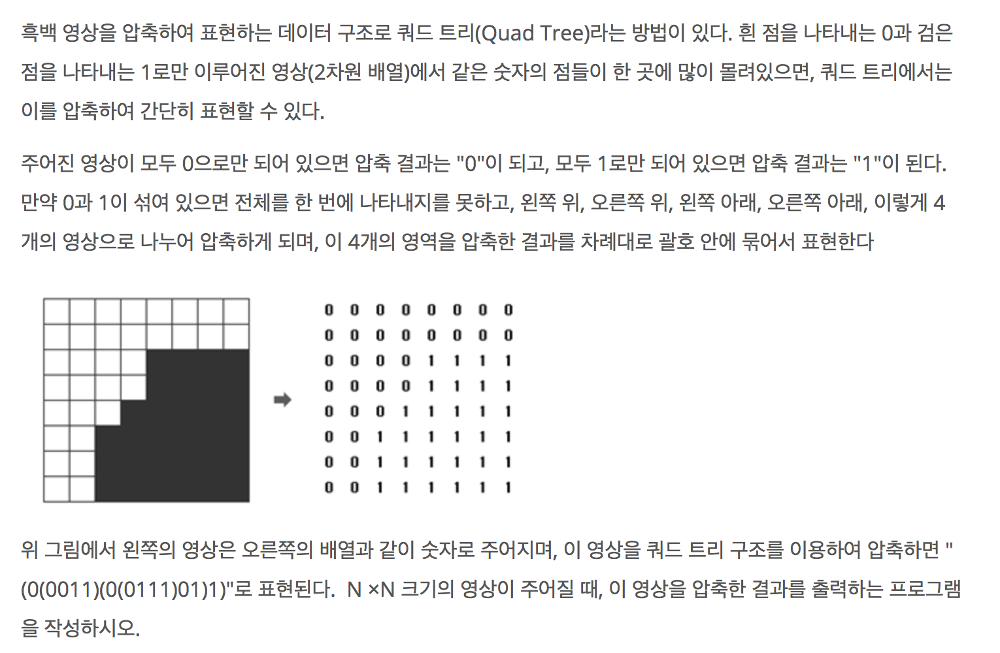 흑백 영상을 압축하여 표현하는 데이터 구조로 쿼드 트리(Quad Tree)라는 방법이 있다. 흰 점을 나타내는 0과 검은
점을 나타내는 1로만 이루어진 영상(2차원 배열)에서 같은 숫자의 점들이 한 곳에 많이 몰려있으면, 쿼드 트리에서는
이를 압축하여 간단히 표현할 수 있다.
주어진 영상이 모두 0으로만 되어 있으면 압축 결과는 "0"이 되고, 모두 1로만 되어 있으면 압축 결과는 "1"이 된다.
만약 0과 1이 섞여 있으면 전체를 한 번에 나타내지를 못하고, 왼쪽 위, 오른쪽 위, 왼쪽 아래, 오른쪽 아래, 이렇게 4
개의 영상으로 나누어 압축하게 되며, 이 4개의 영역을 압축한 결과를 차례대로 괄호 안에 묶어서 표현한다
0 0 0 0 0 0 0 0
0 0 0 0 0 0 0 0
0 0 0 0 1 1 1 1
0 0 0 0 1 1 1 1
0 0 0 1 1 1 1 1
0 0 1 1 1 1 1 1
0 0 1 1 1 1 1 1
0 0 1 1 1 1 1 1
위 그림에서 왼쪽의 영상은 오른쪽의 배열과 같이 숫자로 주어지며, 이 영상을 쿼드 트리 구조를 이용하여 압축하면 "
(0(0011)(0(0111)01)1)"로 표현된다. N ×N 크기의 영상이 주어질 때, 이 영상을 압축한 결과를 출력하는 프로그램
을 작성하시오.